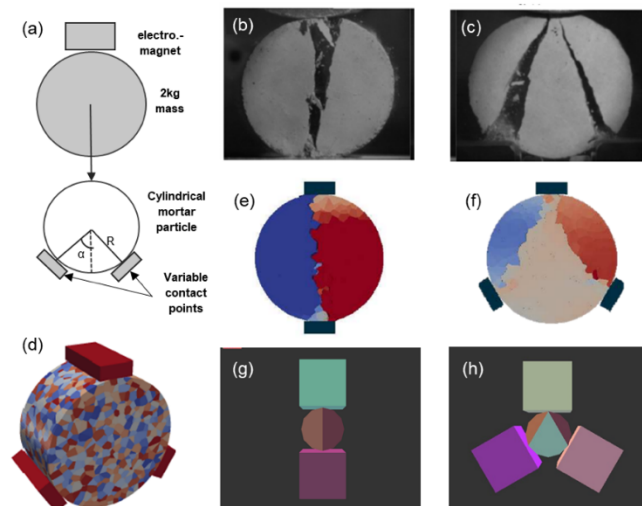 (a)
electro.-
magnet
2kg
mass
Cylindrical
mortar
particle
R
α
Variable
contact
points
(b)
(c)
(d)
(e)
(f)
(g)
(h)